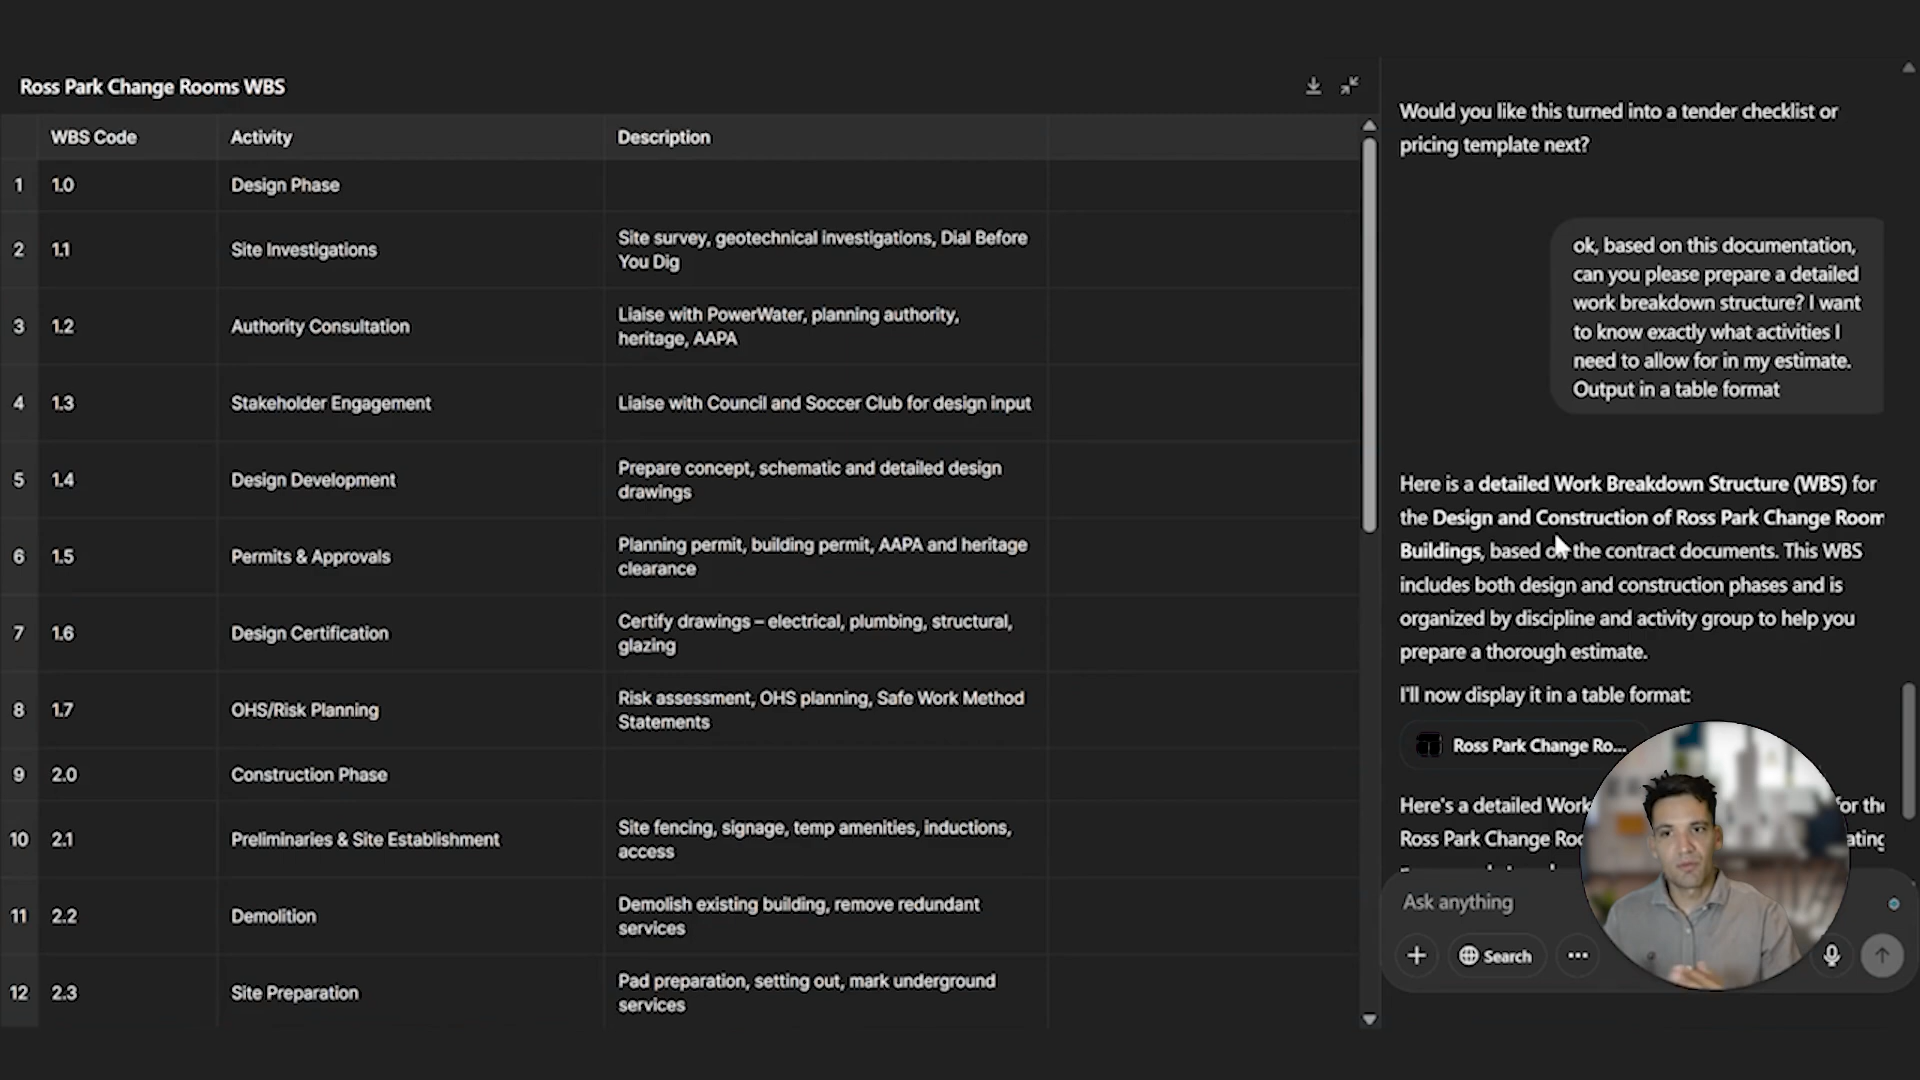 Ross Park Change Rooms WBS
WBS Code Activity Description
1 1.0 Design Phase
2 1.1 Site Investigations Site survey, geotechnical investigations, Dial Before
You Dig
3 1.2 Authority Consultation Liaise with PowerWater, planning authority,
heritage, AAPA
4 1.3 Stakeholder Engagement Liaise with Council and Soccer Club for design input
5 1.4 Design Development Prepare concept, schematic and detailed design
drawings
6 1.5 Permits & Approvals Planning permit, building permit, AAPA and heritage
clearance
7 1.6 Design Certification Certify drawings – electrical, plumbing, structural,
glazing
8 1.7 OHS/Risk Planning Risk assessment, OHS planning, Safe Work Method
Statements
9 2.0 Construction Phase
10 2.1 Preliminaries & Site Establishment Site fencing, signage, temp amenities, inductions,
access
11 2.2 Demolition Demolish existing building, remove redundant
services
12 2.3 Site Preparation Pad preparation, setting out, mark underground
services
Would you like this turned into a tender checklist or
pricing template next?
ok, based on this documentation,
can you please prepare a detailed
work breakdown structure? I want
to know exactly what activities I
need to allow for in my estimate.
Output in a table format
Here is a detailed Work Breakdown Structure (WBS) for
the Design and Construction of Ross Park Change Room
Buildings, based on the contract documents. This WBS
includes both design and construction phases and is
organized by discipline and activity group to help you
prepare a thorough estimate.
I'll now display it in a table format:
Ross Park Change Ro...
Here's a detailed Work for the
Ross Park Change
Ask anything
Search